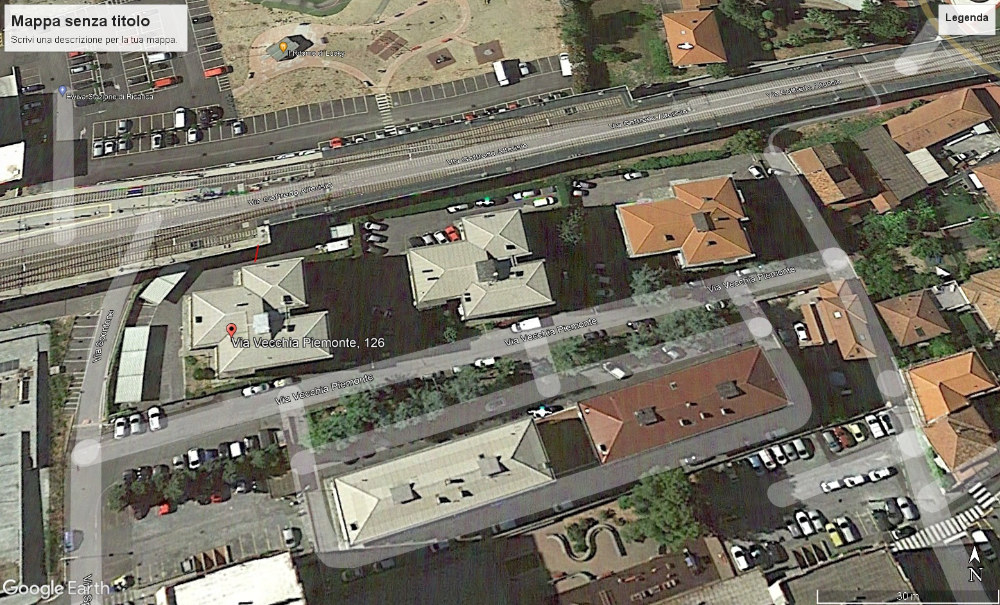 Mappa senza titolo
Scrivi una descrizione per la tua mappa.
Legenda
Il Ritorno di Lucky
Ewiva Stazione di Ricarica
Via Goffredo Alterisio
Via Goffredo Alterisio
Via Goffredo Alterisio
Via Goffredo Alterisio
Via Vecchia Piemonte
Via Spontone
Via Vecchia Piemonte
Via Vecchia Piemonte, 126
Via Vecchia Piemonte
Google Earth
N
30 m